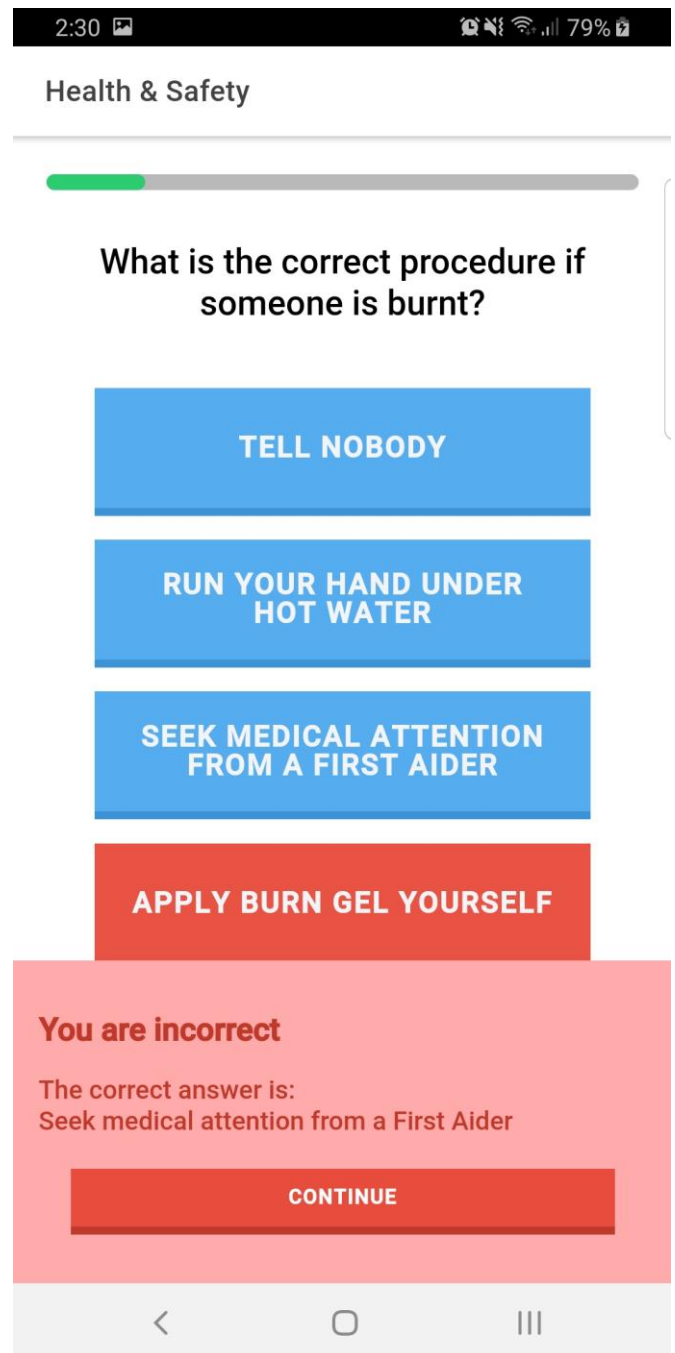 2:30 79%
Health & Safety
What is the correct procedure if
someone is burnt?
TELL NOBODY
RUN YOUR HAND UNDER
HOT WATER
SEEK MEDICAL ATTENTION
FROM A FIRST AIDER
APPLY BURN GEL YOURSELF
You are incorrect
The correct answer is:
Seek medical attention from a First Aider
CONTINUE